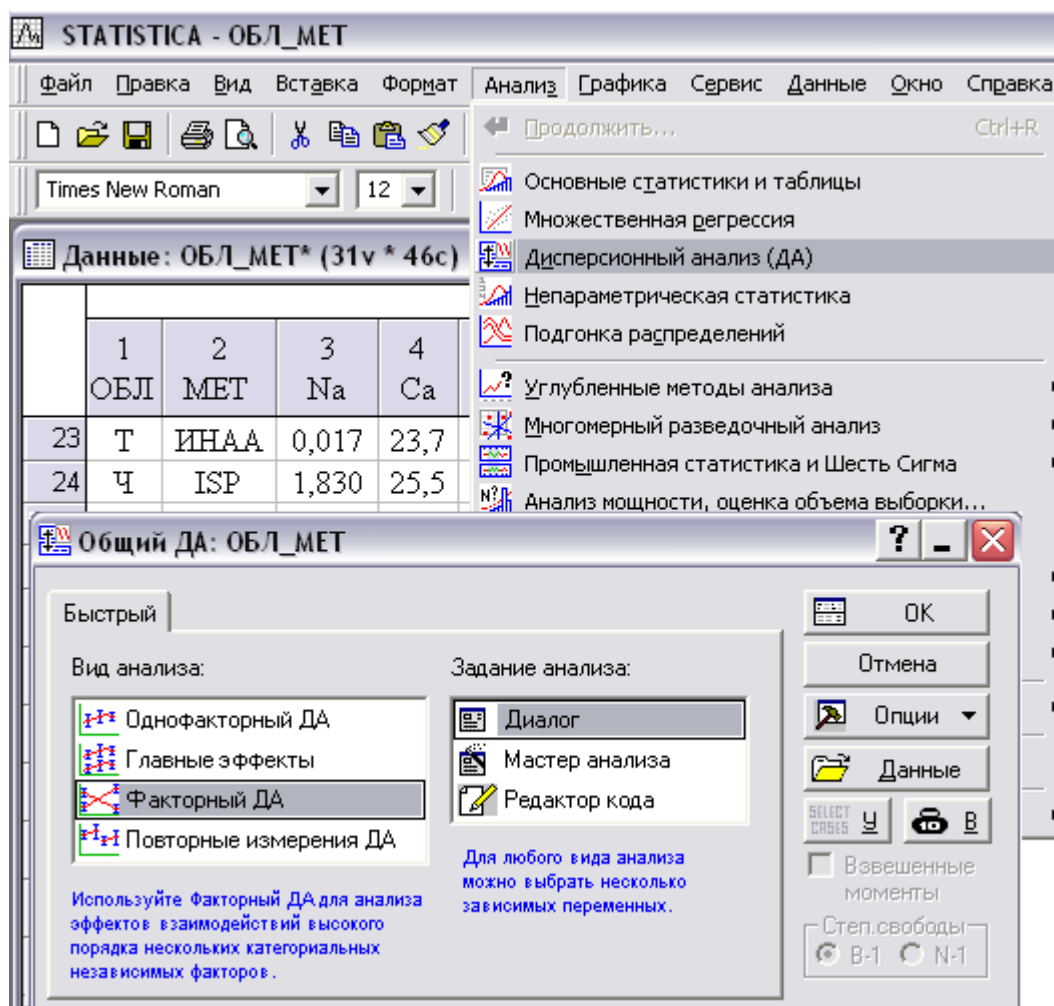 STATISTICA - ОБЛ_МЕТ
Файл Правка Вид Вставка Формат Анализ Графика Сервис Данные Окно Справка
Продолжить... Ctrl+R
Times New Roman 12
Основные статистики и таблицы
Множественная регрессия
Дисперсионный анализ (ДА)
Непараметрическая статистика
Подгонка распределений
Углубленные методы анализа
Многомерный разведочный анализ
Промышленная статистика и Шесть Сигма
Анализ мощности, оценка объема выборки...
Данные: ОБЛ_МЕТ* (31v * 46c)
1 2 3 4
ОБЛ МЕТ Na Ca
23 Т ИНАА 0,017 23,7
24 Ч ISP 1,830 25,5
Общий ДА: ОБЛ_МЕТ
Быстрый
Вид анализа:
Однофакторный ДА
Главные эффекты
Факторный ДА
Повторные измерения ДА
Используйте Факторный ДА для анализа
эффектов взаимодействий высокого
порядка нескольких категориальных
независимых факторов.
Задание анализа:
Диалог
Мастер анализа
Редактор кода
Для любого вида анализа
можно выбрать несколько
зависимых переменных.
OK
Отмена
Опции
Данные
SELECT CASES У В
Взвешенные
моменты
Степ.свободы
В-1 N-1